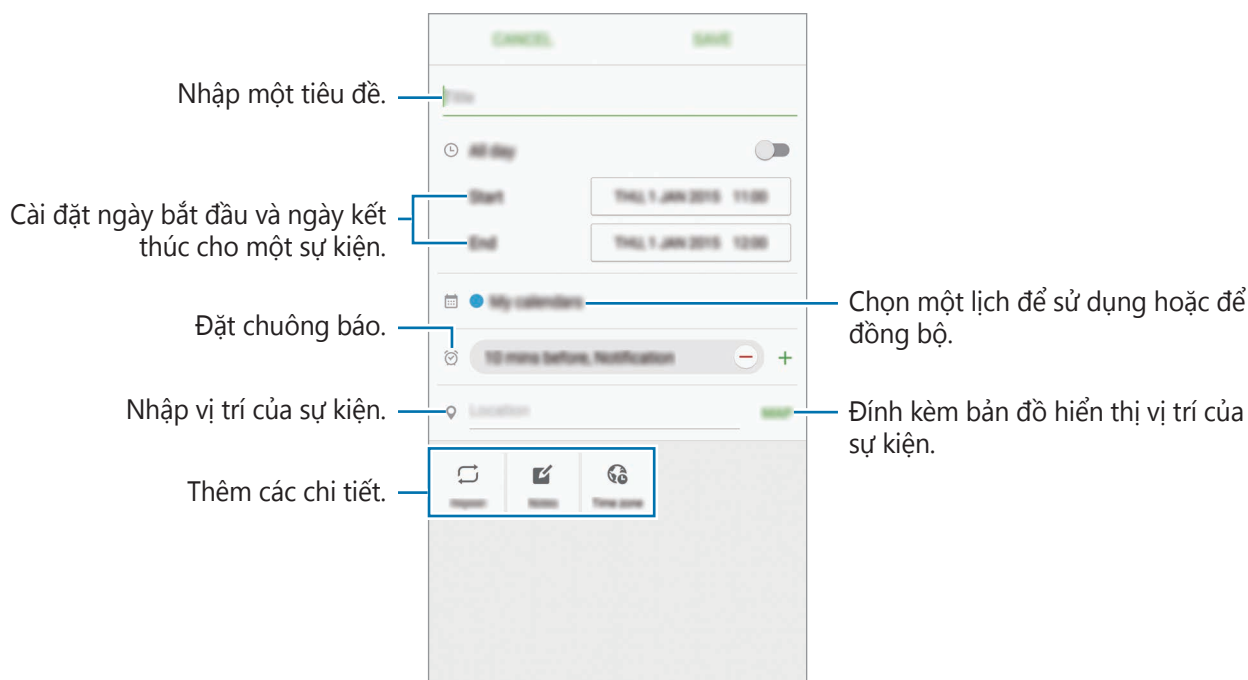 CANCEL SAVE
Nhập một tiêu đề.
Title
All day
Start THU, 1 JAN 2015 11:00
Cài đặt ngày bắt đầu và ngày kết
thúc cho một sự kiện.
End THU, 1 JAN 2015 12:00
My calendars
Chọn một lịch để sử dụng hoặc để
đồng bộ.
Đặt chuông báo.
10 mins before, Notification
Nhập vị trí của sự kiện.
Location MAP
Đính kèm bản đồ hiển thị vị trí của
sự kiện.
Thêm các chi tiết.
Repeat Notes Time zone